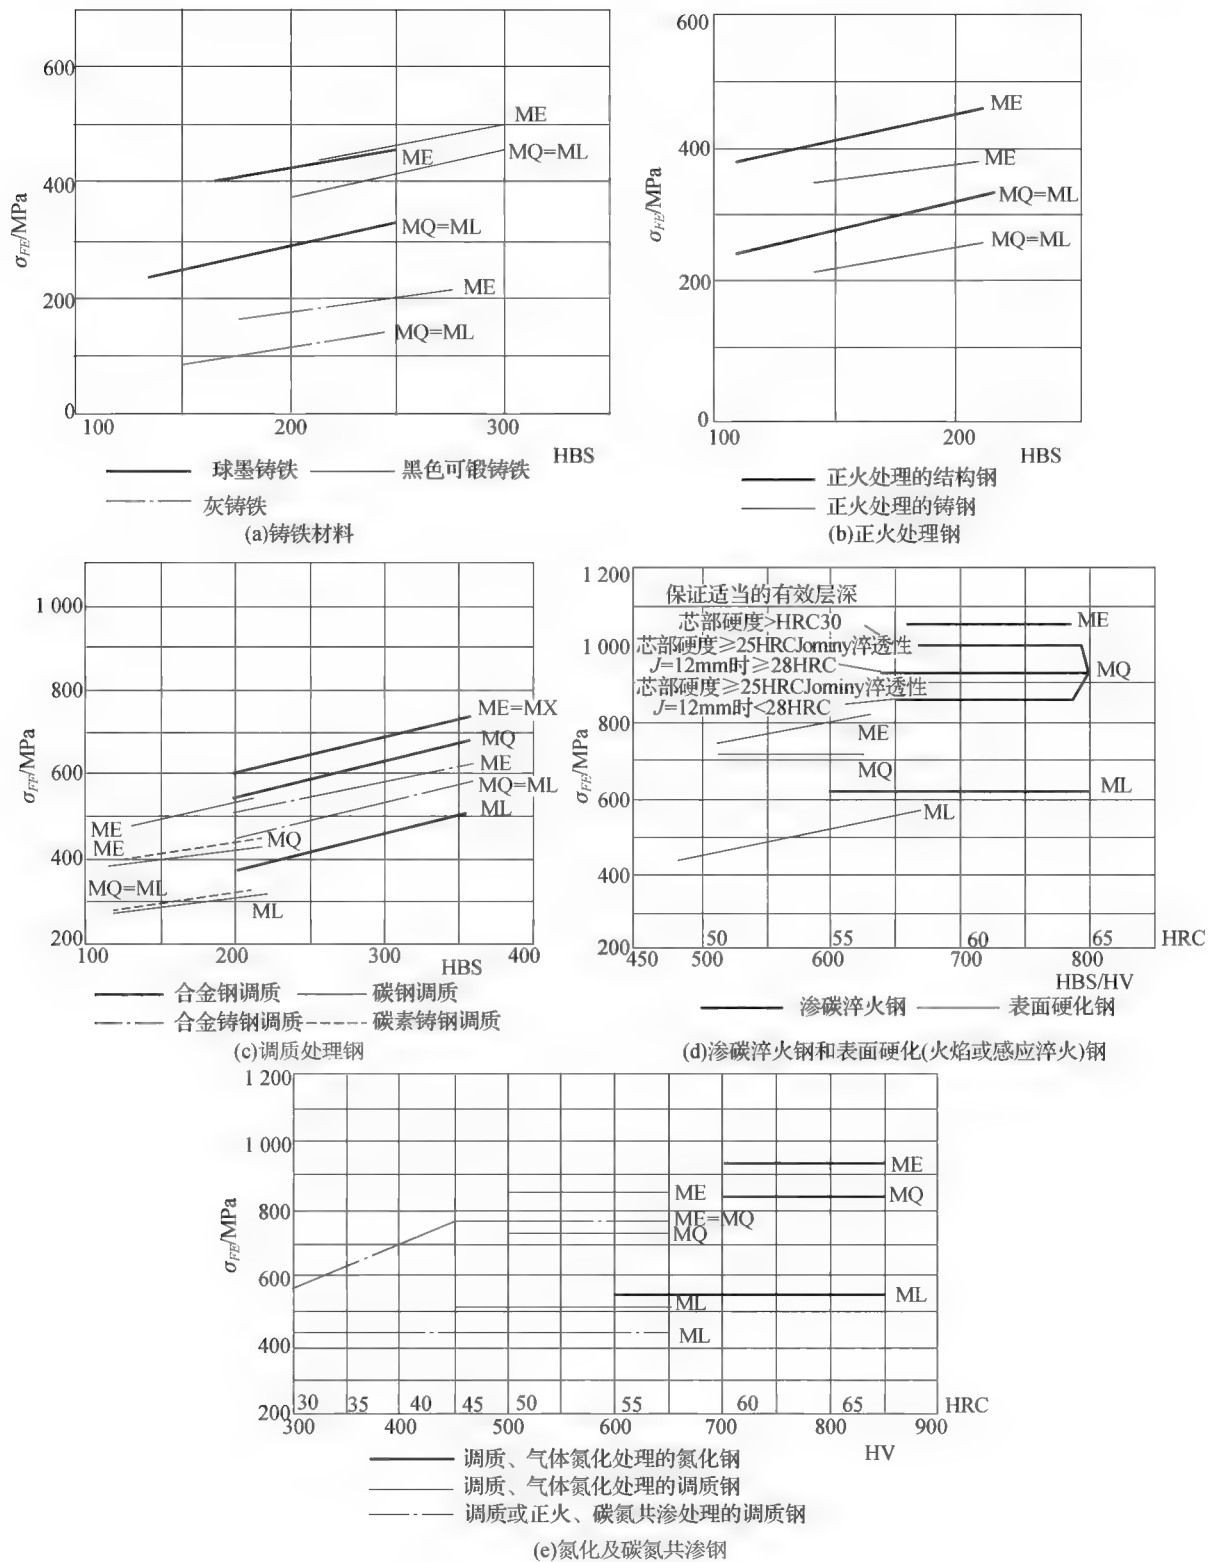 600
400
200
0
σFE/MPa
ME
ME
MQ=ML
MQ=ML
ME
MQ=ML
100
200
300
HBS
球墨铸铁
黑色可锻铸铁
灰铸铁
(a)铸铁材料
600
400
200
0
σFE/MPa
ME
ME
MQ=ML
MQ=ML
100
200
HBS
正火处理的结构钢
正火处理的铸钢
(b)正火处理钢
1 000
800
600
400
200
σFE/MPa
ME=MX
MQ
ME
MQ=ML
ML
ME
ME
MQ
MQ=ML
ML
100
200
300
400
HBS
合金钢调质
碳钢调质
合金铸钢调质
碳素铸钢调质
(c)调质处理钢
1 200
1 000
800
600
400
200
σFE/MPa
保证适当的有效层深
芯部硬度>HRC30
芯部硬度≥25HRCJominy淬透性
J=12mm时≥28HRC
芯部硬度≥25HRCJominy淬透性
J=12mm时<28HRC
ME
MQ
ME
MQ
ML
ML
50
55
60
65
HRC
450
500
600
700
800
HBS/HV
渗碳淬火钢
表面硬化钢
(d)渗碳淬火钢和表面硬化(火焰或感应淬火)钢
1 200
1 000
800
600
400
200
σFE/MPa
ME
MQ
ME
ME=MQ
MQ
ML
ML
ML
30
35
40
45
50
55
60
65
HRC
300
400
500
600
700
800
900
HV
调质、气体氮化处理的氮化钢
调质、气体氮化处理的调质钢
调质或正火、碳氮共渗处理的调质钢
(e)氮化及碳氮共渗钢